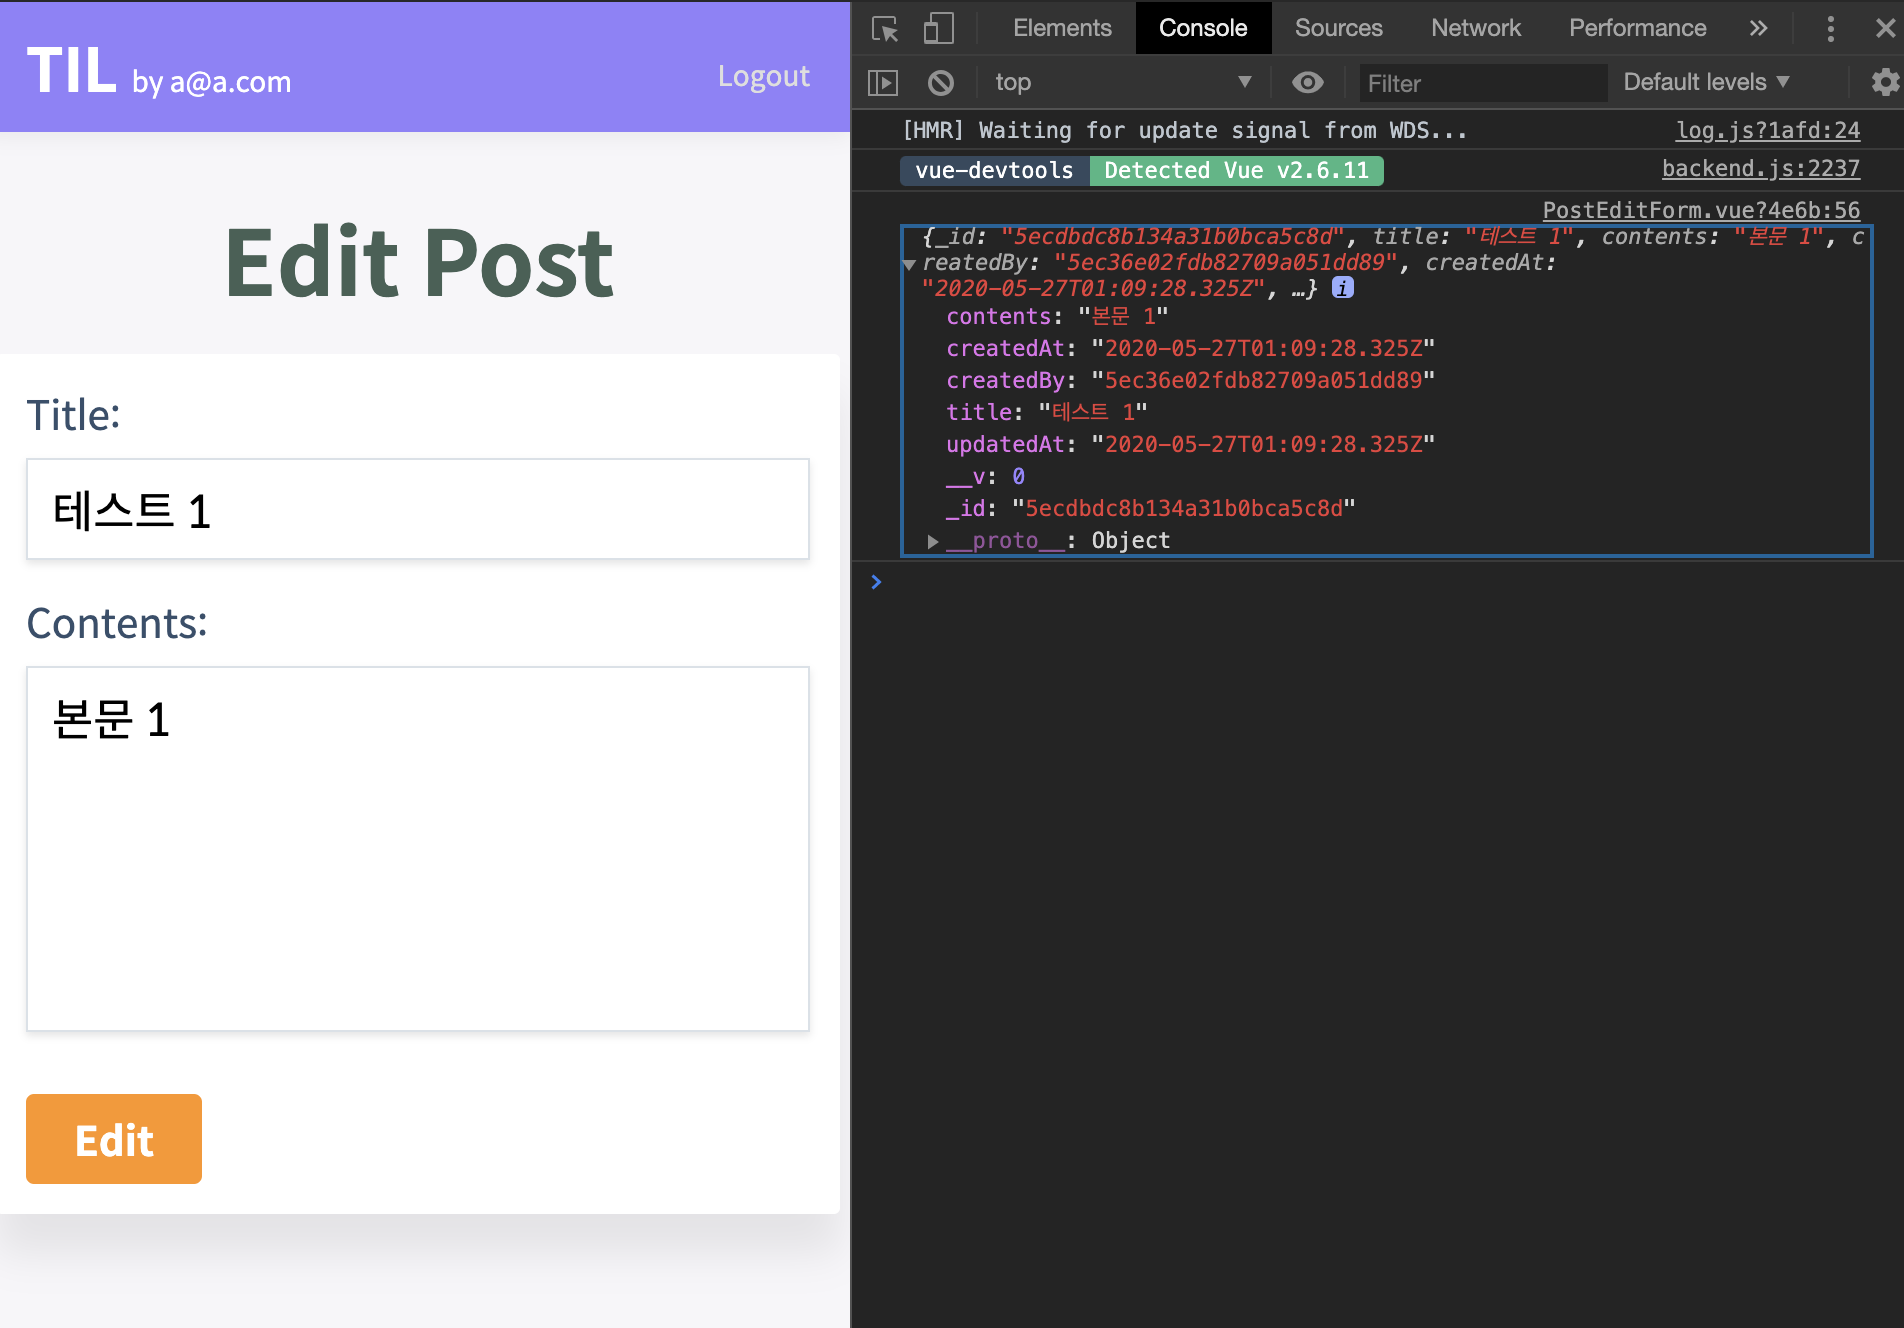 TIL by a@a.com
Logout
Edit Post
Title:
테스트 1
Contents:
본문 1
Edit
Elements Console Sources Network Performance
top
Filter
Default levels ▼
[HMR] Waiting for update signal from WDS... log.js?1afd:24
vue-devtools Detected Vue v2.6.11 backend.js:2237
PostEditForm.vue?4e6b:56
{_id: "5ecdbdc8b134a31b0bca5c8d", title: "테스트 1", contents: "본문 1", c
reatedBy: "5ec36e02fdb82709a051dd89", createdAt:
"2020-05-27T01:09:28.325Z", …} i
contents: "본문 1"
createdAt: "2020-05-27T01:09:28.325Z"
createdBy: "5ec36e02fdb82709a051dd89"
title: "테스트 1"
updatedAt: "2020-05-27T01:09:28.325Z"
__v: 0
_id: "5ecdbdc8b134a31b0bca5c8d"
__proto__: Object